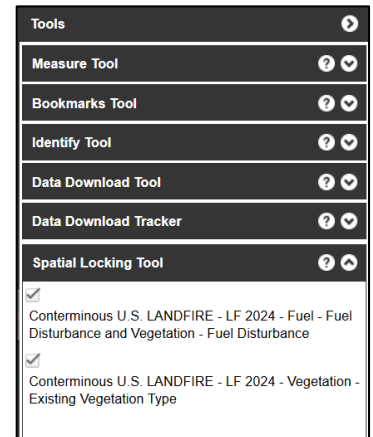 Tools
Measure Tool
Bookmarks Tool
Identify Tool
Data Download Tool
Data Download Tracker
Spatial Locking Tool
Conterminous U.S. LANDFIRE - LF 2024 - Fuel - Fuel
Disturbance and Vegetation - Fuel Disturbance
Conterminous U.S. LANDFIRE - LF 2024 - Vegetation -
Existing Vegetation Type